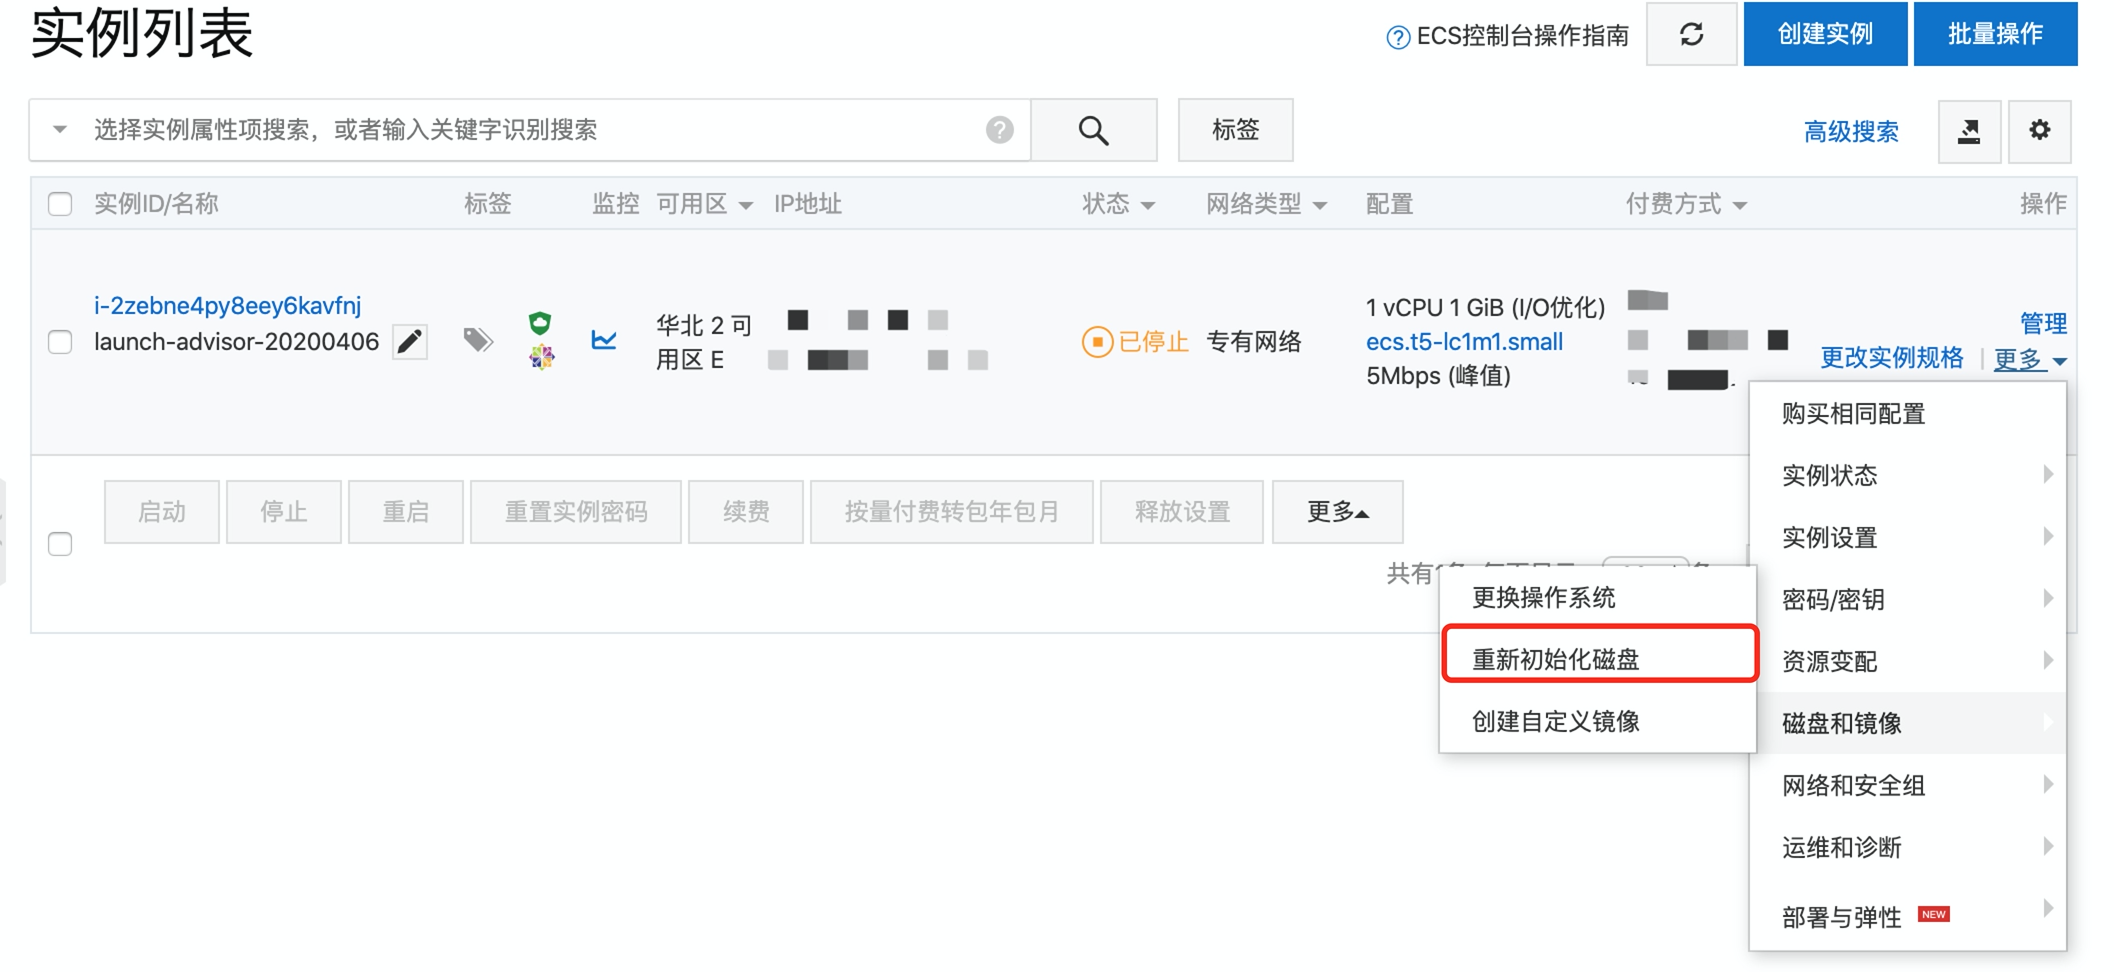 实例列表
ECS控制台操作指南
创建实例
批量操作
选择实例属性项搜索，或者输入关键字识别搜索
标签
高级搜索
实例ID/名称 标签 监控 可用区 IP地址 状态 网络类型 配置 付费方式 操作
i-2zebne4py8eey6kavfnj
launch-advisor-20200406
华北 2 可
用区 E
已停止
专有网络
1 vCPU 1 GiB (I/O优化)
ecs.t5-lc1m1.small
5Mbps (峰值)
管理
更改实例规格 | 更多
启动
停止
重启
重置实例密码
续费
按量付费转包年包月
释放设置
更多
共有
更换操作系统
重新初始化磁盘
创建自定义镜像
购买相同配置
实例状态
实例设置
密码/密钥
资源变配
磁盘和镜像
网络和安全组
运维和诊断
部署与弹性 NEW